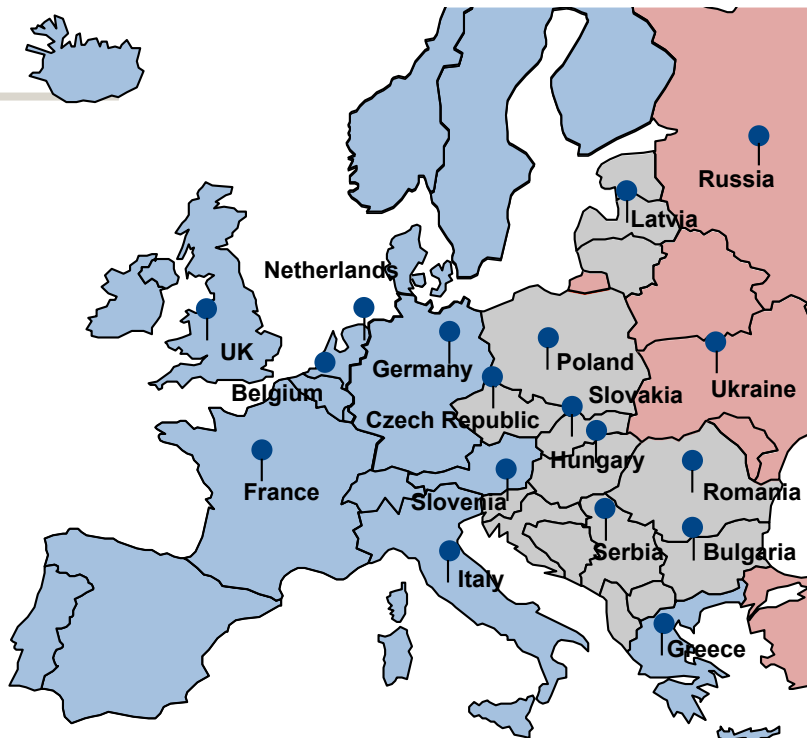 Russia
Latvia
Netherlands
UK
Germany
Poland
Belgium
Slovakia
Ukraine
Czech Republic
Hungary
France
Slovenia
Romania
Serbia
Bulgaria
Italy
Greece